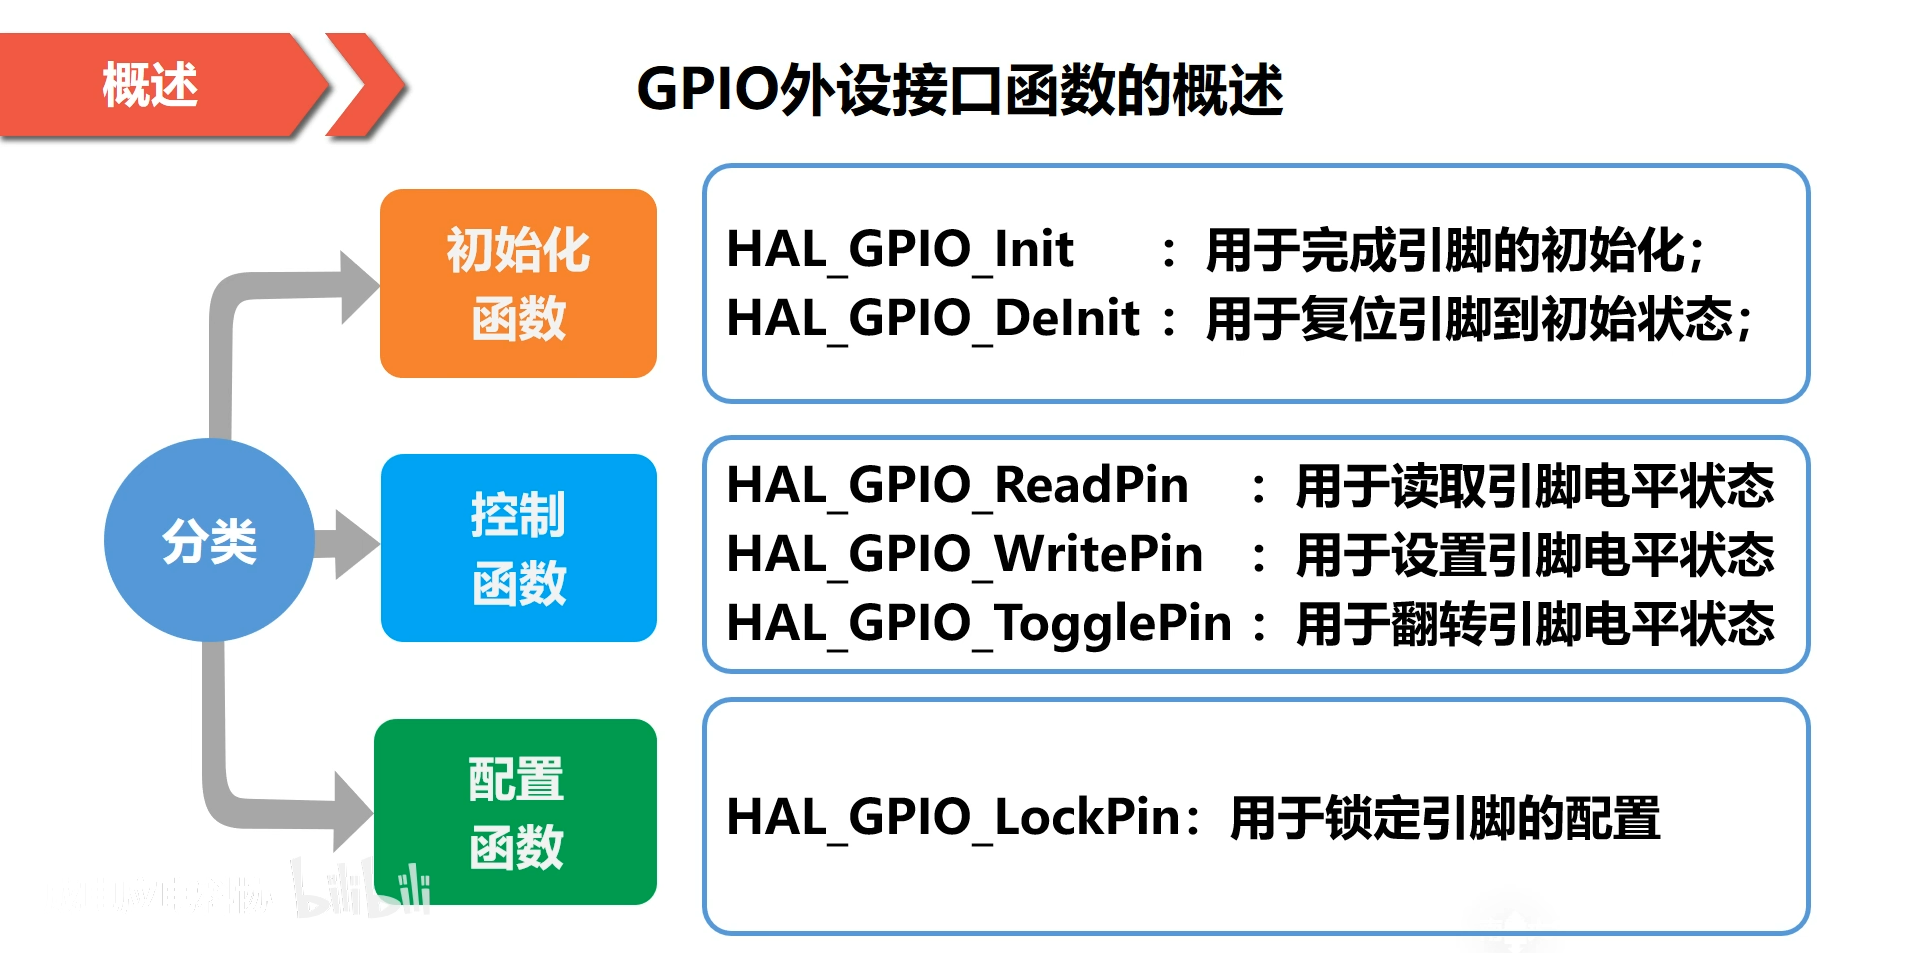 概述
GPIO外设接口函数的概述
初始化
函数
HAL_GPIO_Init ：用于完成引脚的初始化；
HAL_GPIO_DeInit ：用于复位引脚到初始状态；
分类
控制
函数
HAL_GPIO_ReadPin ：用于读取引脚电平状态
HAL_GPIO_WritePin ：用于设置引脚电平状态
HAL_GPIO_TogglePin ：用于翻转引脚电平状态
配置
函数
HAL_GPIO_LockPin：用于锁定引脚的配置
bilibili